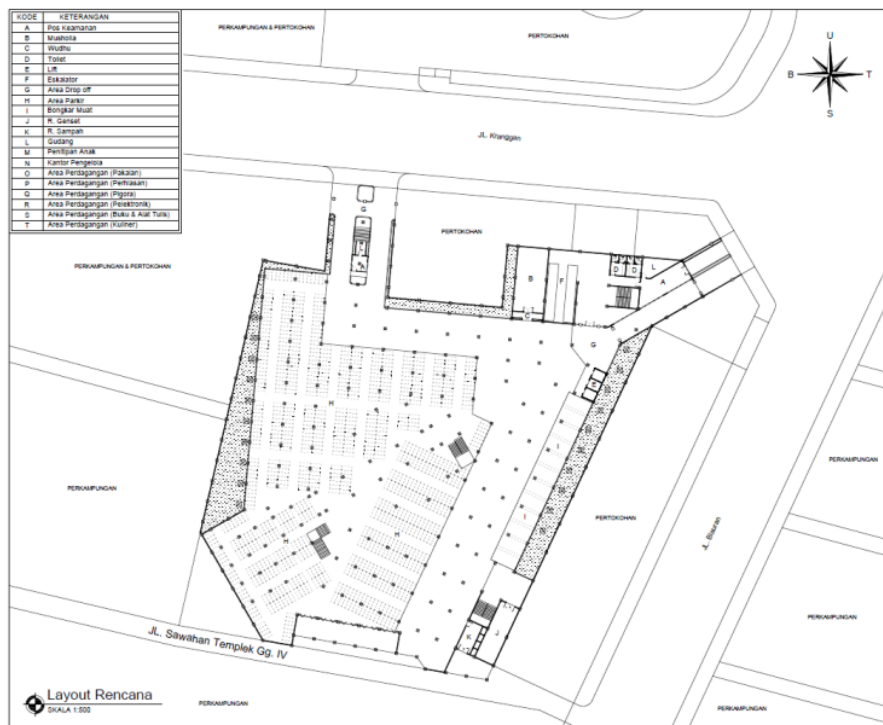 KODE KETERANGAN
A Pos Keamanan
B Musholla
C Wudhu
D Toilet
E Lift
F Eskalator
G Area Drop off
H Area Parkir
I Bongkar Muat
J R. Genset
K R. Sampah
L Gudang
M Penitipan Anak
N Kantor Pengelola
O Area Perdagangan (Pakaian)
P Area Perdagangan (Perhiasan)
Q Area Perdagangan (Pigora)
R Area Perdagangan (Pelektronik)
S Area Perdagangan (Buku & Alat Tulis)
T Area Perdagangan (Kuliner)
PERKAMPUNGAN & PERTOKOHAN
PERTOKOHAN
U
B T
S
G
PERTOKOHAN
PERKAMPUNGAN & PERTOKOHAN
B
F
D D
L
A
C
G
E
H
I
PERKAMPUNGAN
PERKAMPUNGAN
I
PERTOKOHAN
JL. Blauran
H
H
PERKAMPUNGAN
K
J
JL. Sawahan Templek Gg. IV
Layout Rencana
SKALA 1:500
PERKAMPUNGAN
PERKAMPUNGAN